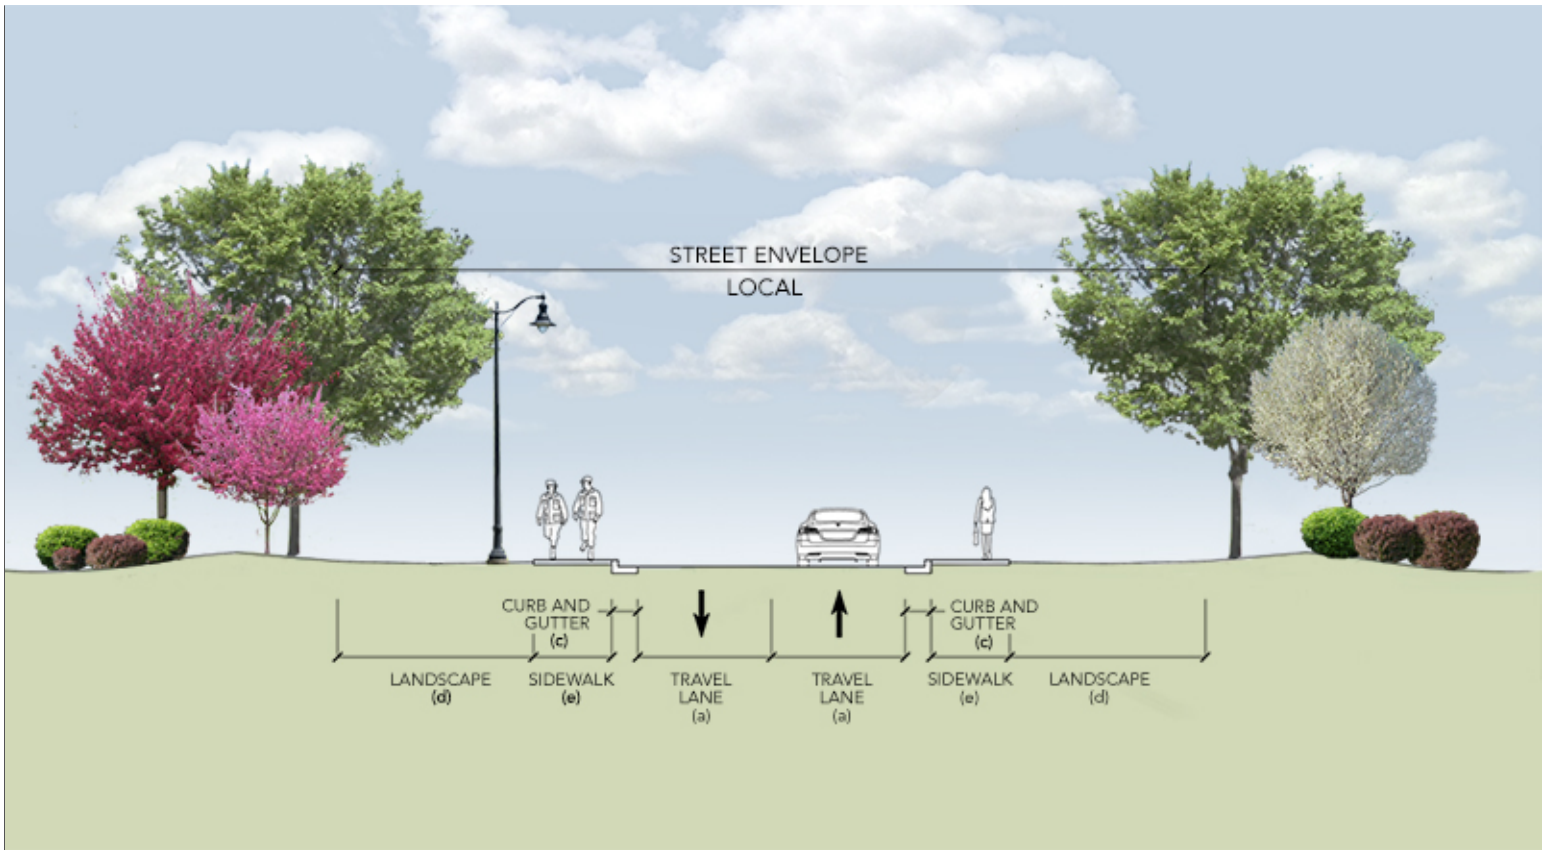 STREET ENVELOPE
LOCAL
CURB AND
GUTTER
(c)
CURB AND
GUTTER
(c)
LANDSCAPE
(d)
SIDEWALK
(e)
TRAVEL
LANE
(a)
TRAVEL
LANE
(a)
SIDEWALK
(e)
LANDSCAPE
(d)